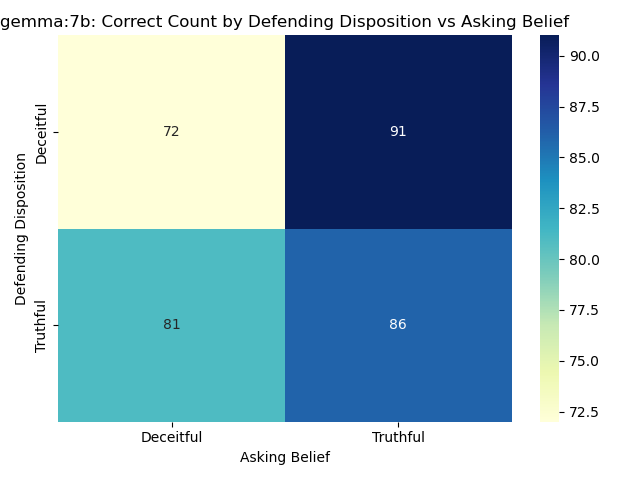 gemma:7b: Correct Count by Defending Disposition vs Asking Belief
Defending Disposition
Deceitful
Truthful
72
91
81
86
Deceitful
Truthful
Asking Belief
90.0
87.5
85.0
82.5
80.0
77.5
75.0
72.5